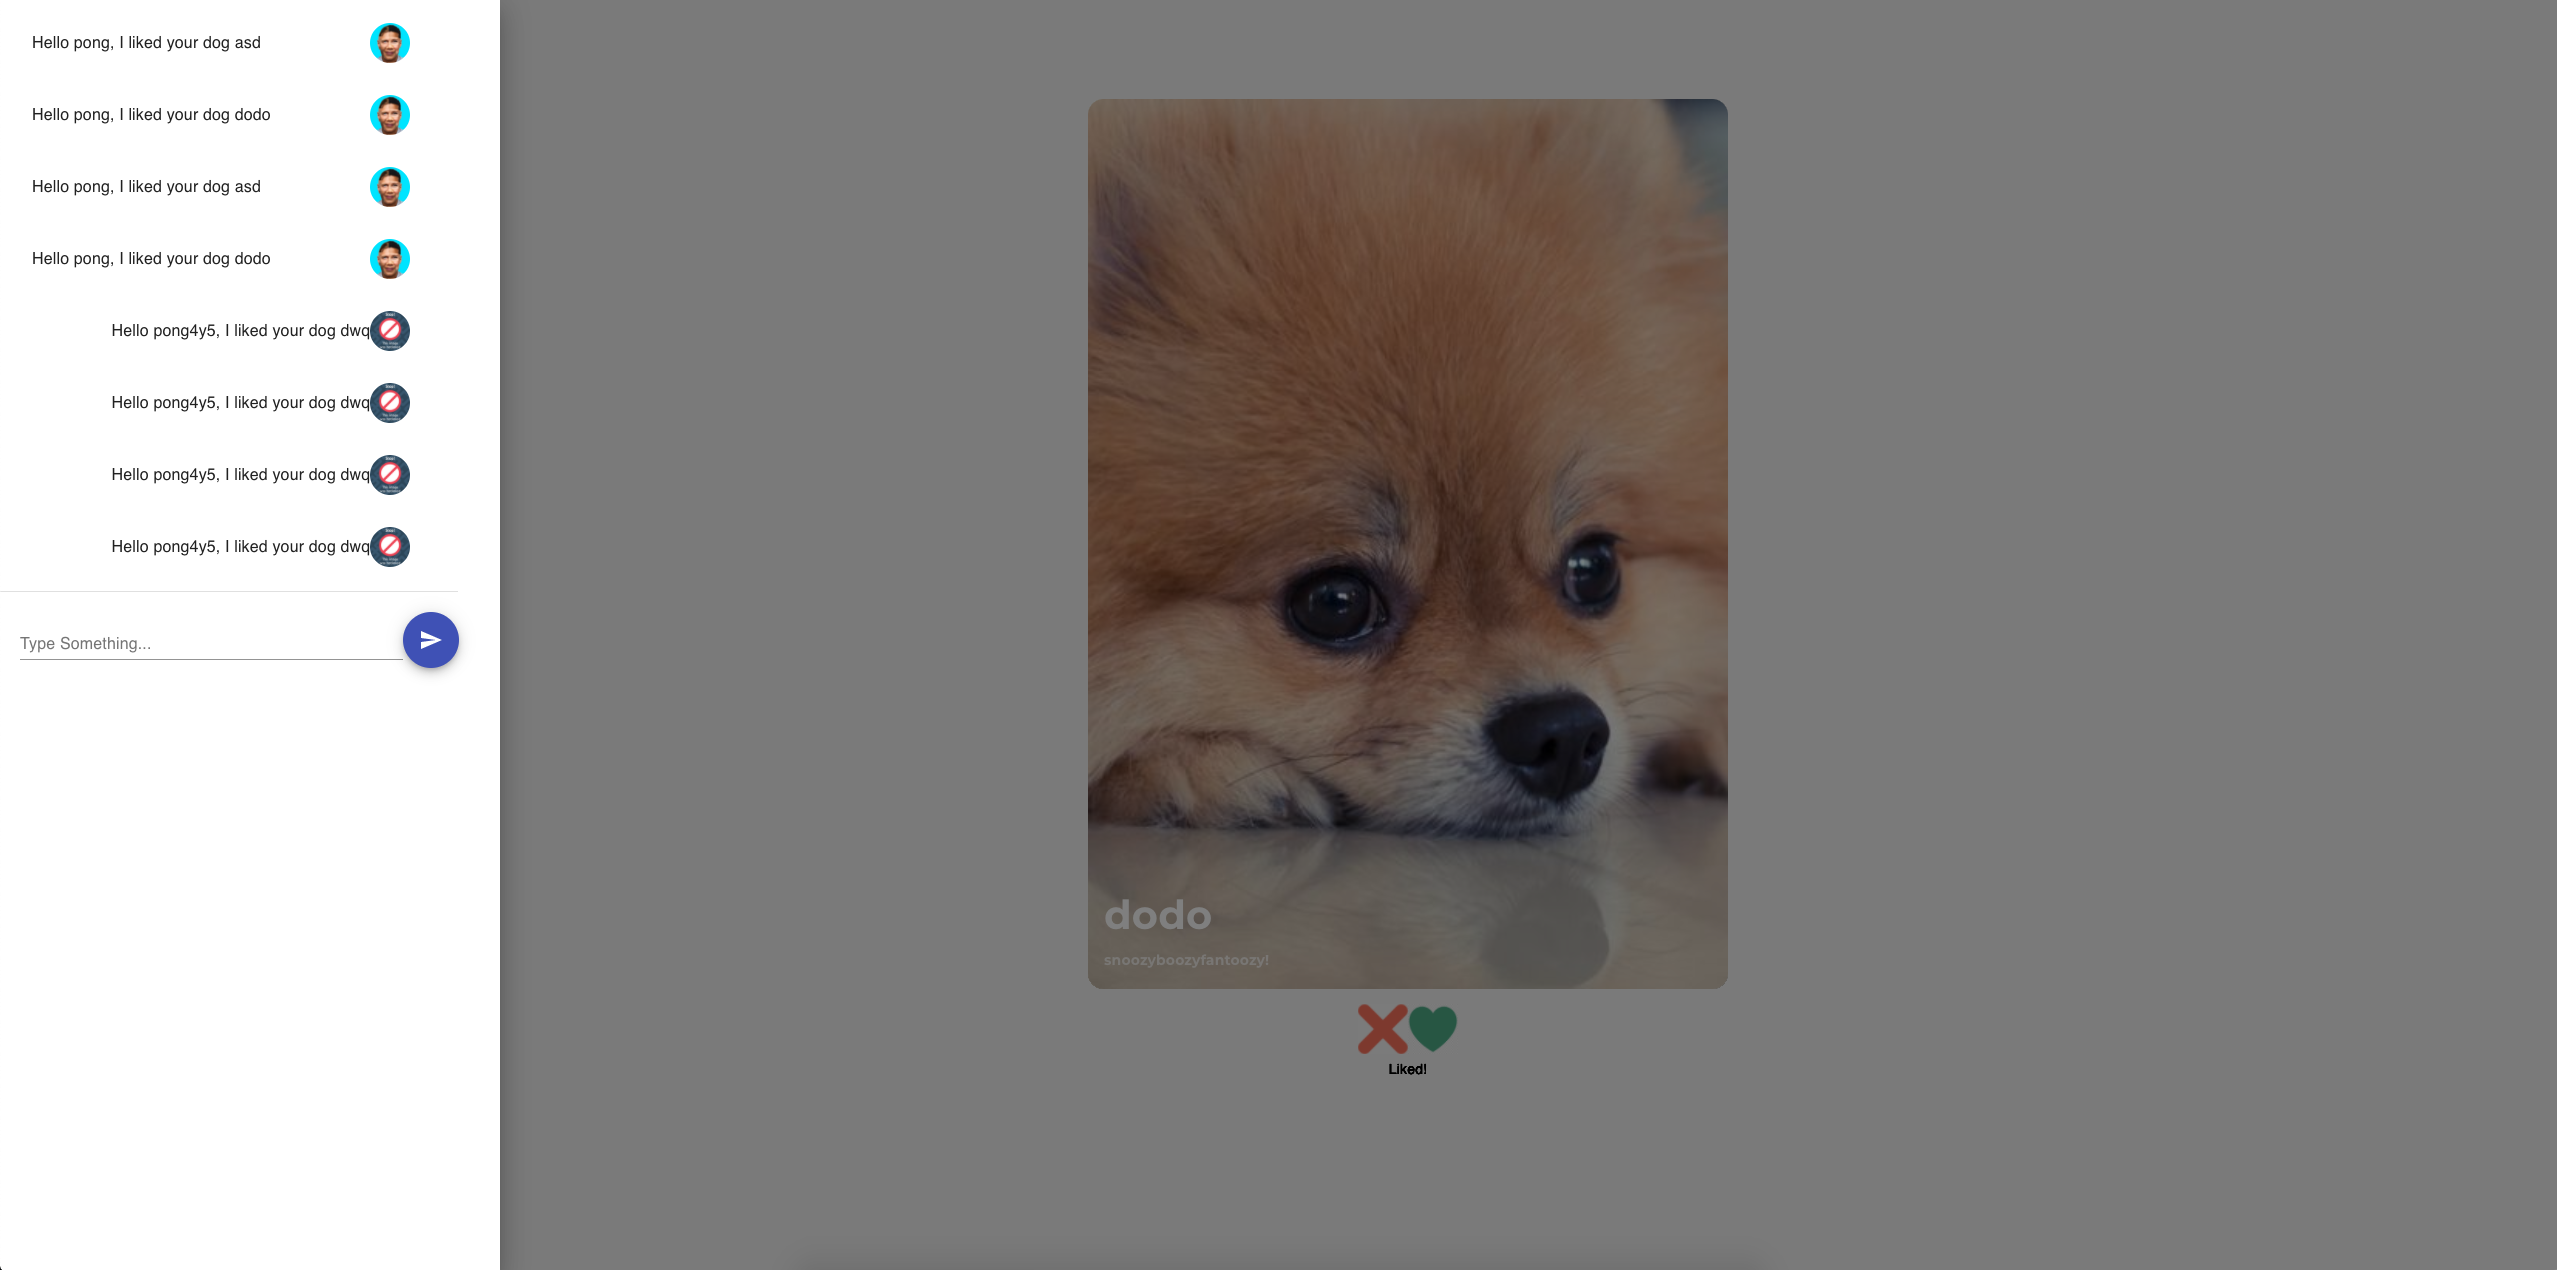 Hello pong, I liked your dog asd
Hello pong, I liked your dog dodo
Hello pong, I liked your dog asd
Hello pong, I liked your dog dodo
Hello pong4y5, I liked your dog dwq
Hello pong4y5, I liked your dog dwq
Hello pong4y5, I liked your dog dwq
Hello pong4y5, I liked your dog dwq
Type Something...
dodo
snoozyboozyfantoozy!
Liked!